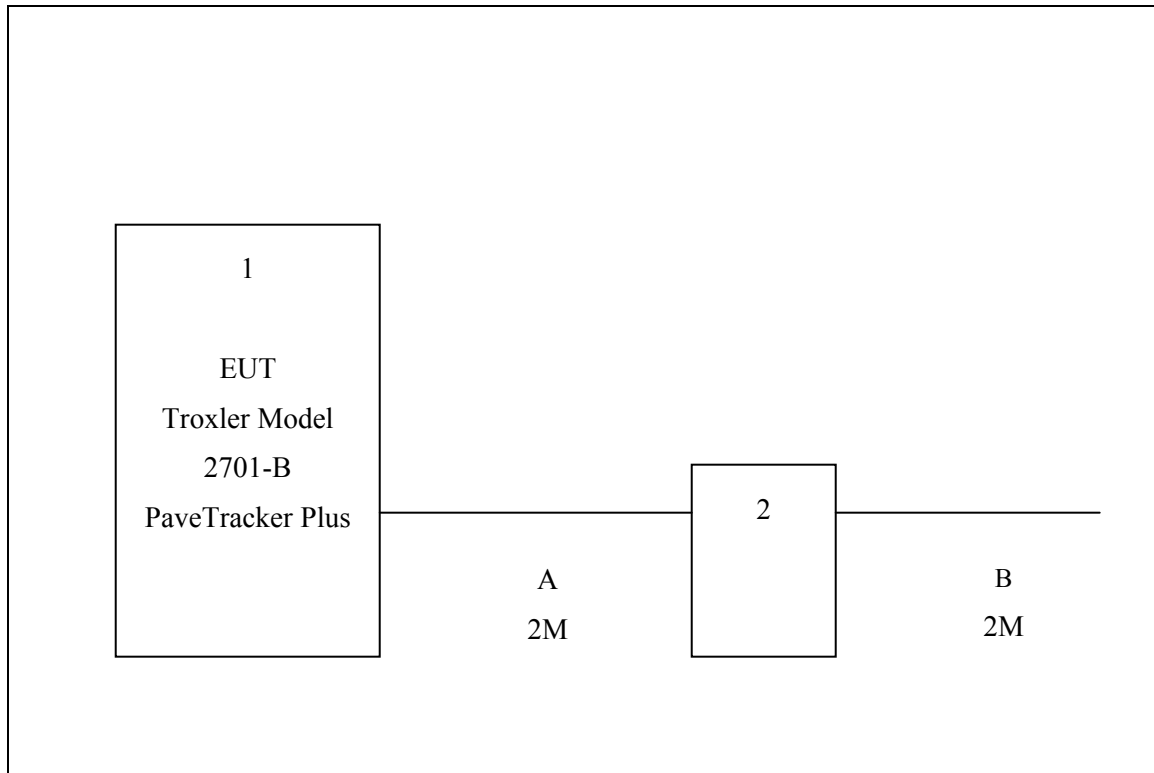 1
EUT
Troxler Model
2701-B
PaveTracker Plus
2
A
2M
B
2M